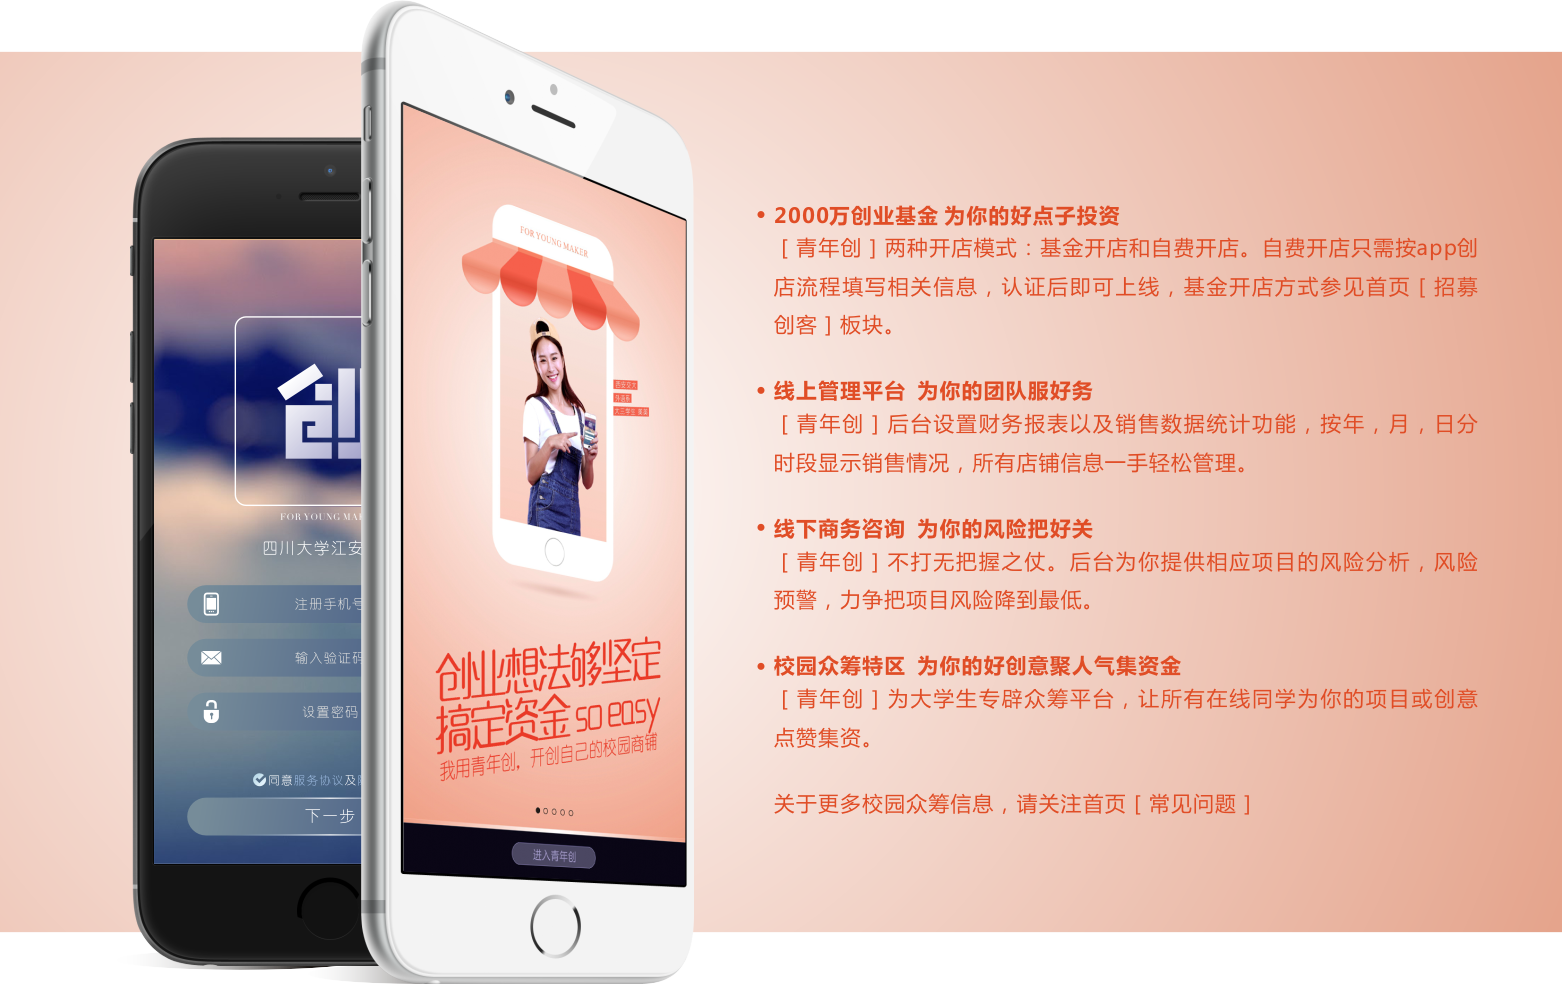 FOR YOUNG MAKER
创业想法够坚定
搞定资金 so easy
我用青年创，开创自己的校园商铺
进入青年创
创业
FOR YOUNG MA
四川大学江安
注册手机号
输入验证码
设置密码
同意服务协议及
下一步
• 2000万创业基金 为你的好点子投资
[ 青年创 ] 两种开店模式：基金开店和自费开店。自费开店只需按app创
店流程填写相关信息，认证后即可上线，基金开店方式参见首页 [ 招募
创客 ] 板块。
• 线上管理平台 为你的团队服好务
[ 青年创 ] 后台设置财务报表以及销售数据统计功能，按年，月，日分
时段显示销售情况，所有店铺信息一手轻松管理。
• 线下商务咨询 为你的风险把好关
[ 青年创 ] 不打无把握之仗。后台为你提供相应项目的风险分析，风险
预警，力争把项目风险降到最低。
• 校园众筹特区 为你的好创意聚人气集资金
[ 青年创 ] 为大学生专辟众筹平台，让所有在线同学为你的项目或创意
点赞集资。
关于更多校园众筹信息，请关注首页 [ 常见问题 ]